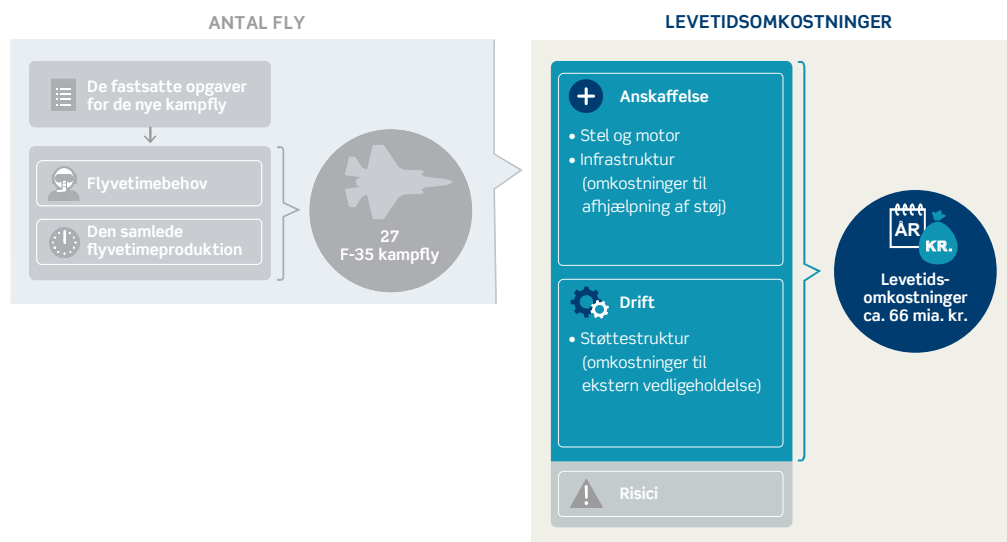 ANTAL FLY
De fastsatte opgaver
for de nye kampfly
Flyvetimebehov
Den samlede
flyvetimeproduktion
27
F-35 kampfly
LEVETIDSOMKOSTNINGER
Anskaffelse
• Stel og motor
• Infrastruktur
(omkostninger til
afhjælpning af støj)
Drift
• Støttestruktur
(omkostninger til
ekstern vedligeholdelse)
Risici
ÅR
KR.
Levetids-
omkostninger
ca. 66 mia. kr.